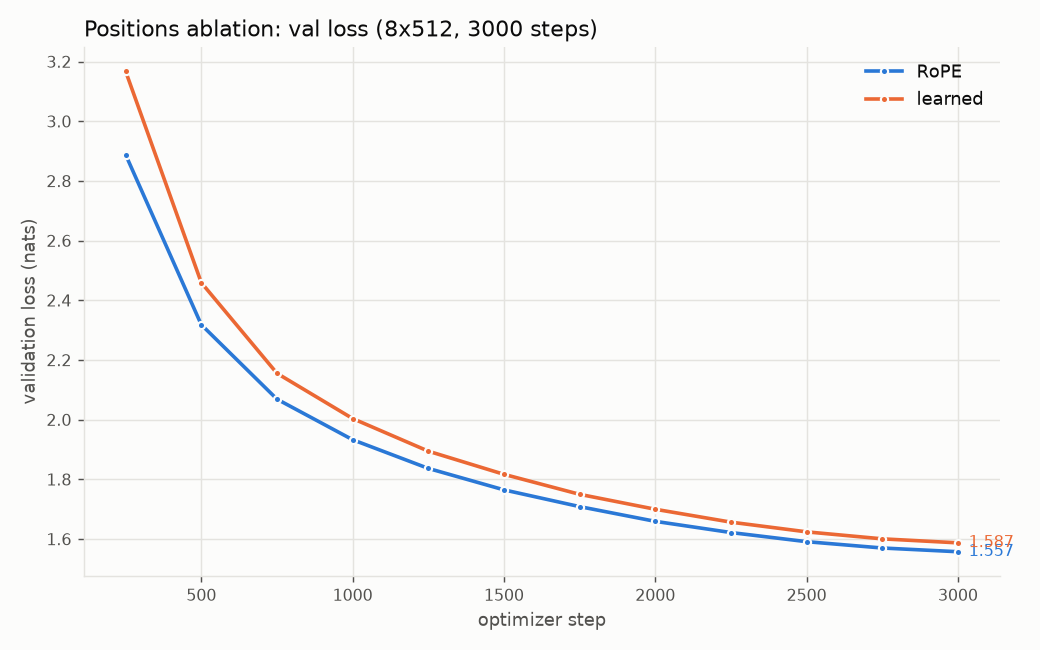 Positions ablation: val loss (8x512, 3000 steps)
RoPE
learned
validation loss (nats)
3.2
3.0
2.8
2.6
2.4
2.2
2.0
1.8
1.6
1.587
1.557
500 1000 1500 2000 2500 3000
optimizer step